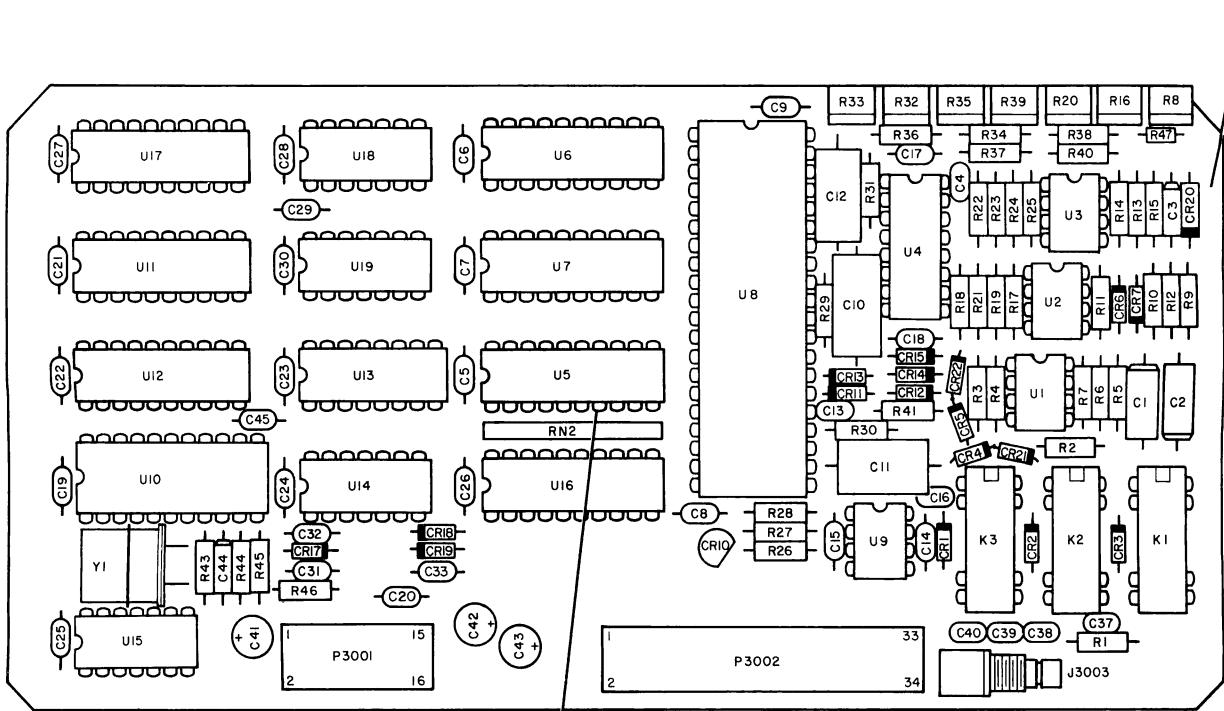 C9
R33 R32 R35 R39 R20 R16 R8
R36 R34 R38 R47
C17 R37 R40
C27 U17 C28 U18 C6 U6
C29
C12 R31 U4 C4 R22 R23 R24 R25 U3 R14 R13 R15 C3 CR20
C21 U11 C30 U19 C7 U7
U8
R29 C10 R18 R21 R19 R17 U2 R11 CR6 CR7 R10 R12 R9
C18
CR15
CR13 CR14
CR11 CR12
C13 R41
R30
C22 U12 C23 U13 C5 U5
CR22 R3 R4 U1 R7 R6 R5 C1 C2
CR5
C45
RN2
CR4 CR21 R2
C11
C19 U10 C24 U14 C26 U16
C16
C8 R28
R27
R26
CR10 C15 U9 C14 CR1 K3 CR2 K2 CR3 K1
C32 CR18
CR17 CR19
C31 C33
R46 C20
Y1 R43 C44 R44 R45
C25 U15 + C41 C42 + C43 +
1 15
P3001
2 16
1 33
P3002
2 34
C40 C39 C38 C37
R1
J3003